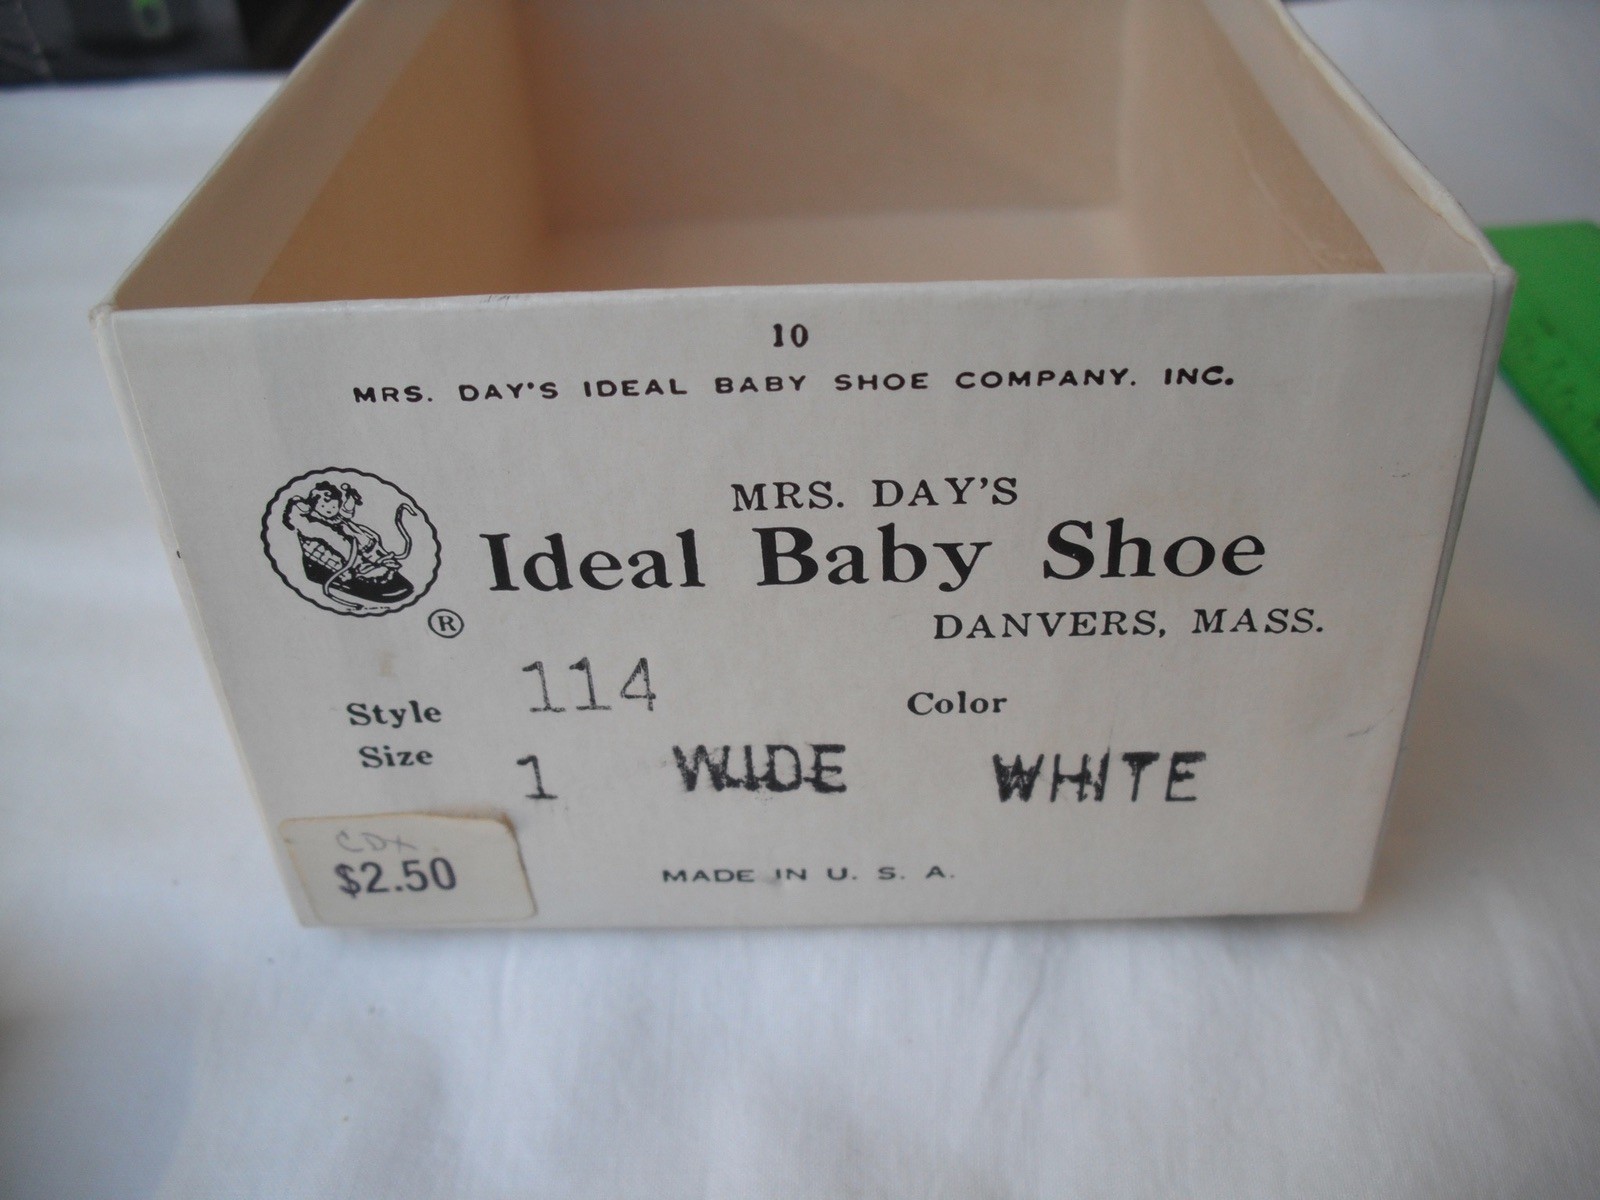 10
MRS. DAY'S IDEAL BABY SHOE COMPANY. INC.
MRS. DAY'S
Ideal Baby Shoe
®
DANVERS, MASS.
Style 114 Color
Size 1 WIDE WHITE
CDX
$2.50
MADE IN U. S. A.